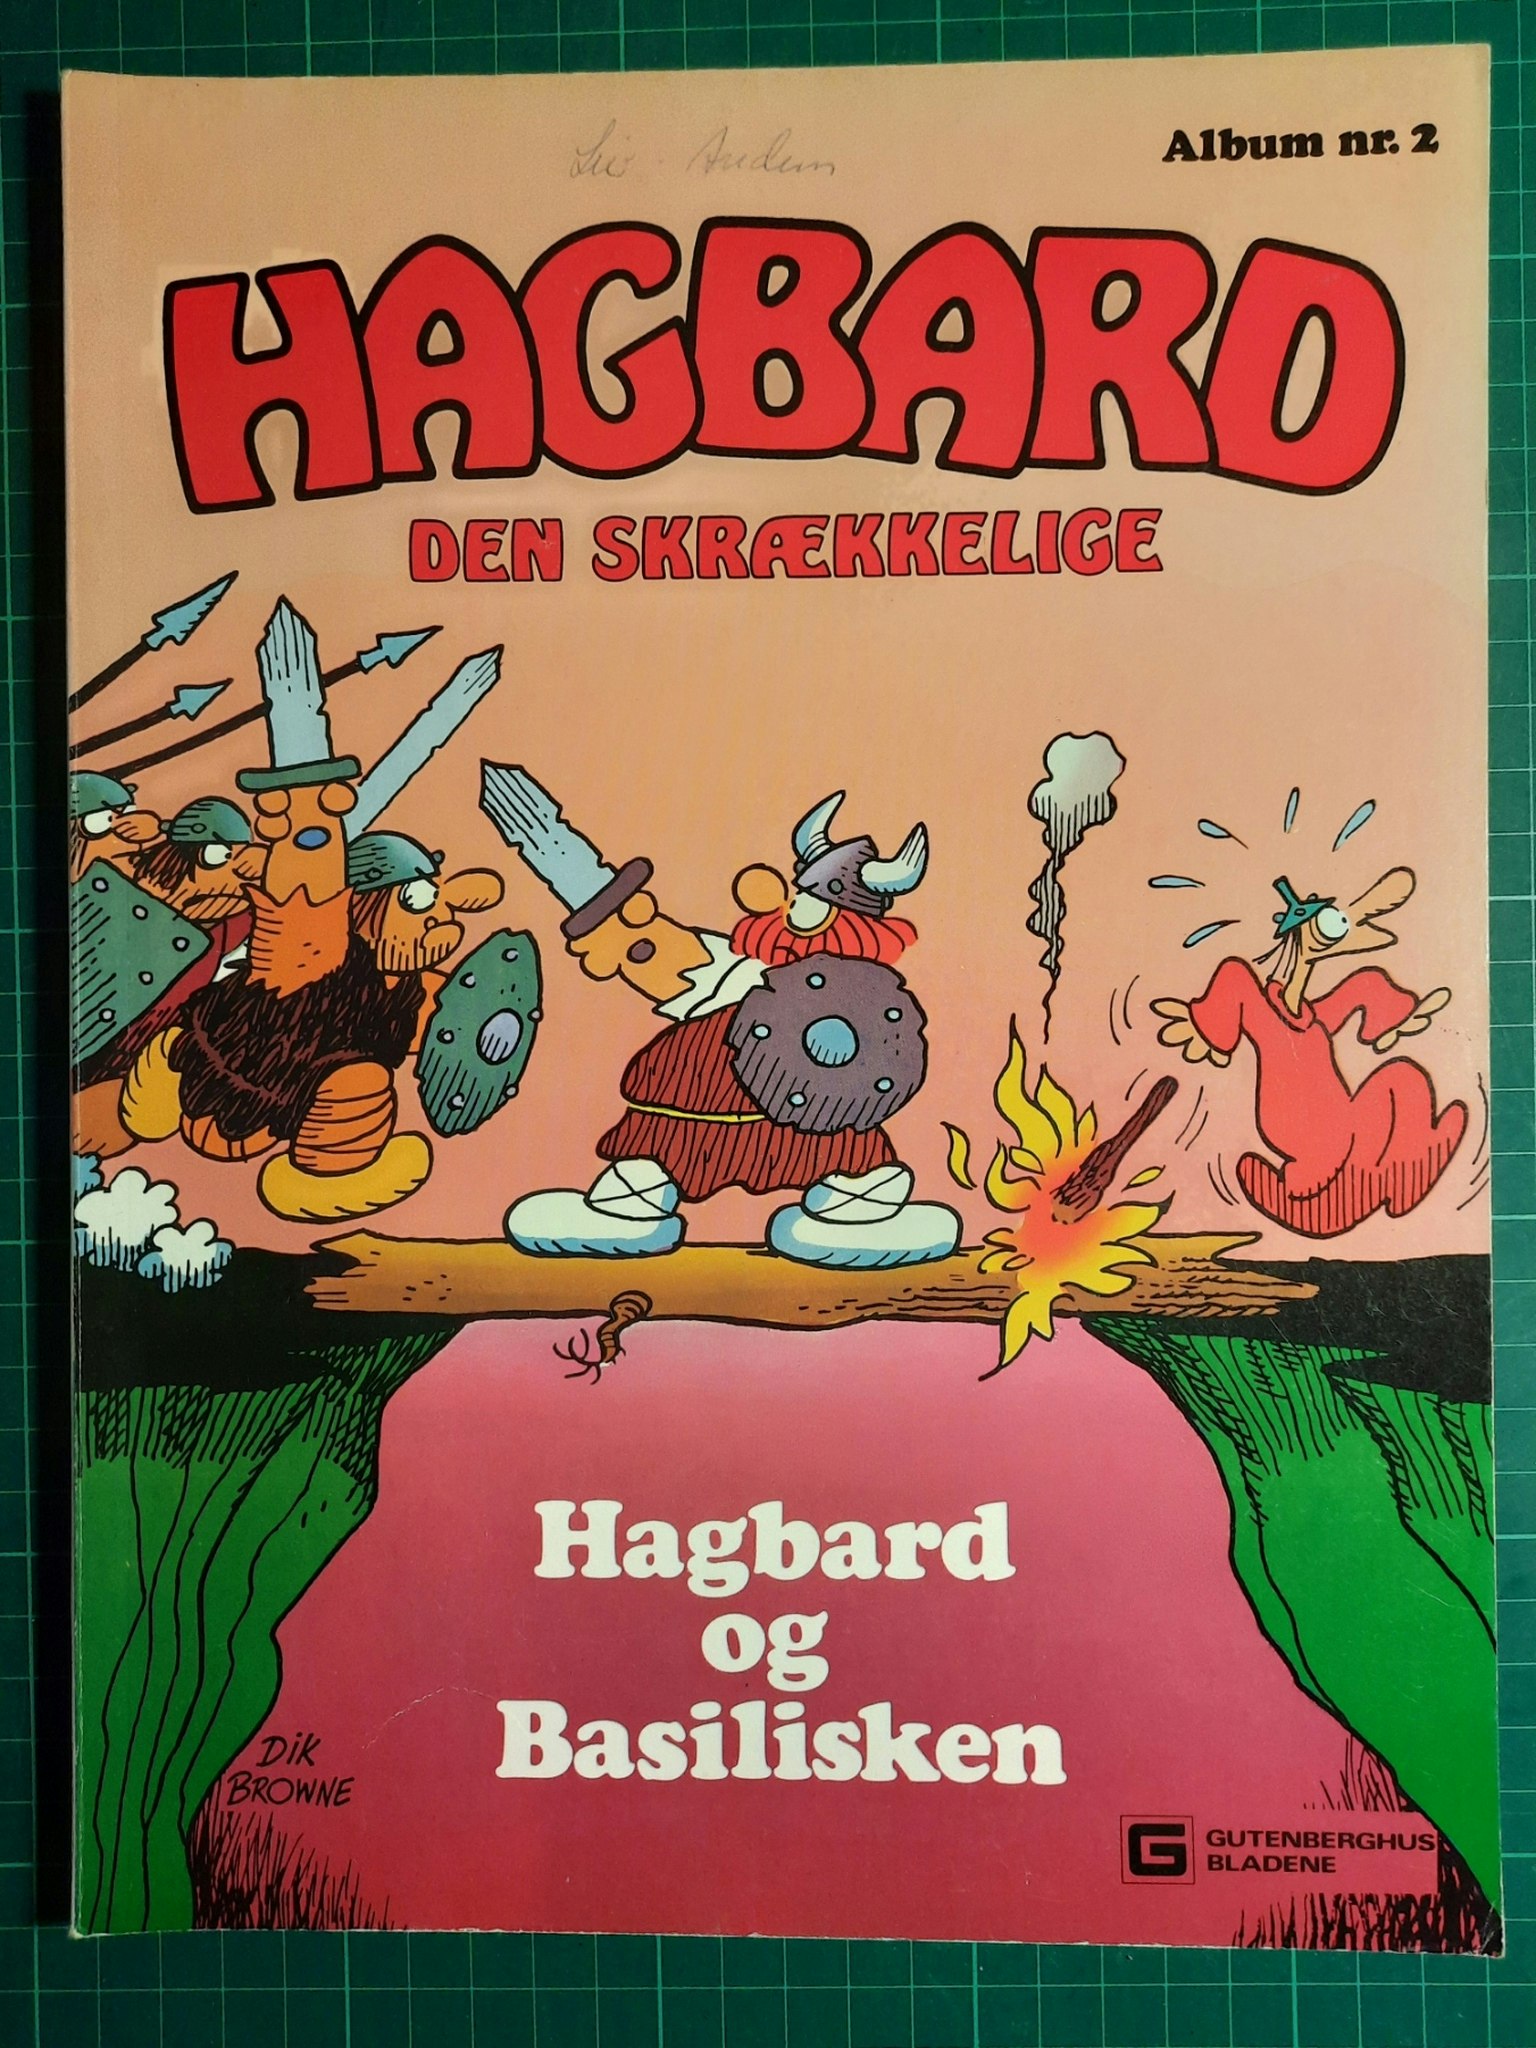 Album nr. 2
HAGBARD
DEN SKRÆKKELIGE
Hagbard
og
Basilisken
DiK
BROWNE
G GUTENBERGHUS
BLADENE